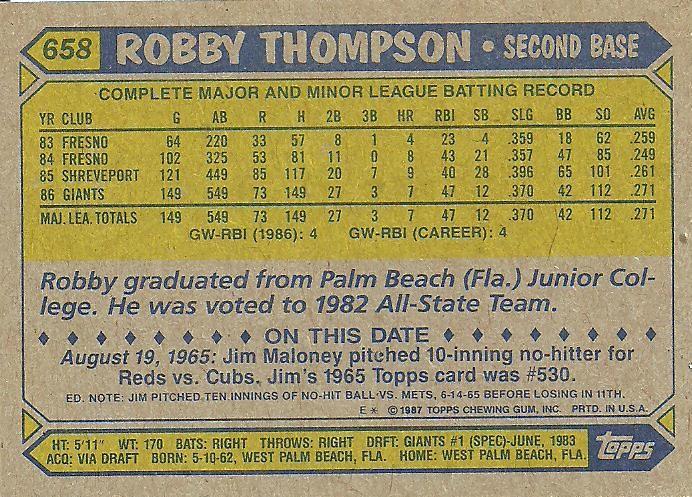 658 ROBBY THOMPSON • SECOND BASE
COMPLETE MAJOR AND MINOR LEAGUE BATTING RECORD
YR CLUB G AB R H 2B 3B HR RBI SB SLG BB SO AVG
83 FRESNO 64 220 33 57 8 1 4 23 4 .359 18 62 .259
84 FRESNO 102 325 53 81 11 0 8 43 21 .357 47 85 .249
85 SHREVEPORT 121 449 85 117 20 7 9 40 28 .396 65 101 .261
86 GIANTS 149 549 73 149 27 3 7 47 12 .370 42 112 .271
MAJ. LEA. TOTALS 149 549 73 149 27 3 7 47 12 .370 42 112 .271
GW-RBI (1986): 4 GW-RBI (CAREER): 4
Robby graduated from Palm Beach (Fla.) Junior Col-
lege. He was voted to 1982 All-State Team.
♦ ♦ ♦ ♦ ♦ ♦ ♦ ♦ ON THIS DATE ♦ ♦ ♦ ♦ ♦ ♦ ♦ ♦
August 19, 1965: Jim Maloney pitched 10-inning no-hitter for
Reds vs. Cubs. Jim's 1965 Topps card was #530.
ED. NOTE: JIM PITCHED TEN INNINGS OF NO-HIT BALL VS. METS, 6-14-65 BEFORE LOSING IN 11TH.
E* ©1987 TOPPS CHEWING GUM, INC. PRTD. IN U.S.A.
HT: 5'11" WT: 170 BATS: RIGHT THROWS: RIGHT DRFT: GIANTS #1 (SPEC)-JUNE, 1983
ACQ: VIA DRAFT BORN: 5-10-62, WEST PALM BEACH, FLA. HOME: WEST PALM BEACH, FLA.
TOPPS